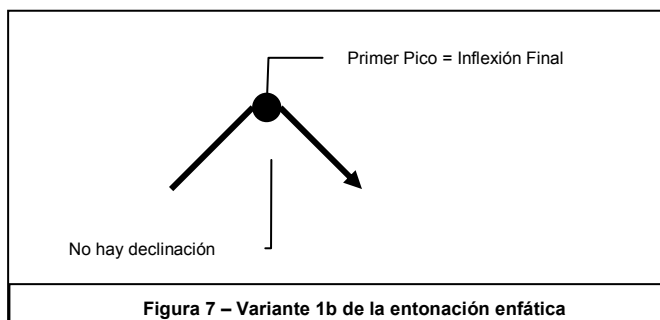 Primer Pico = Inflexión Final
No hay declinación
Figura 7 – Variante 1b de la entonación enfática